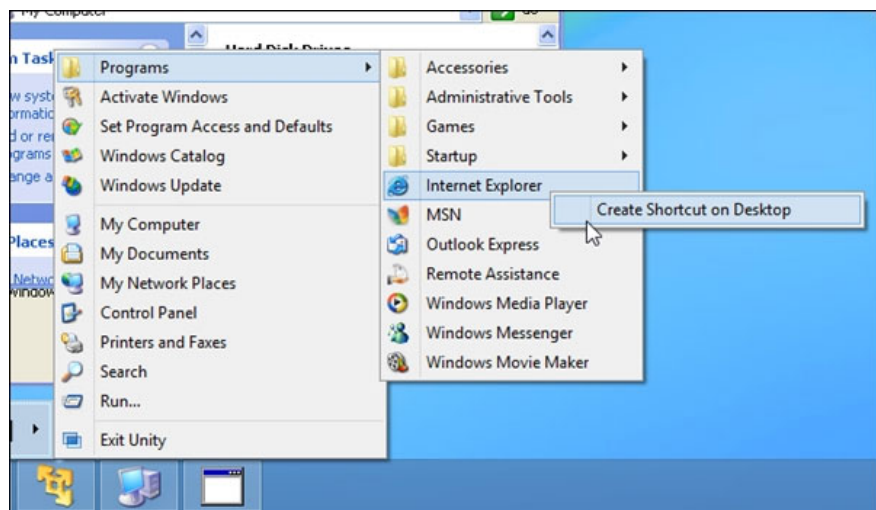 My Computer
Hard Disk Drives
Programs
Activate Windows
Set Program Access and Defaults
Windows Catalog
Windows Update
My Computer
My Documents
My Network Places
Control Panel
Printers and Faxes
Search
Run...
Exit Unity
Accessories
Administrative Tools
Games
Startup
Internet Explorer
MSN
Outlook Express
Remote Assistance
Windows Media Player
Windows Messenger
Windows Movie Maker
Create Shortcut on Desktop
Places